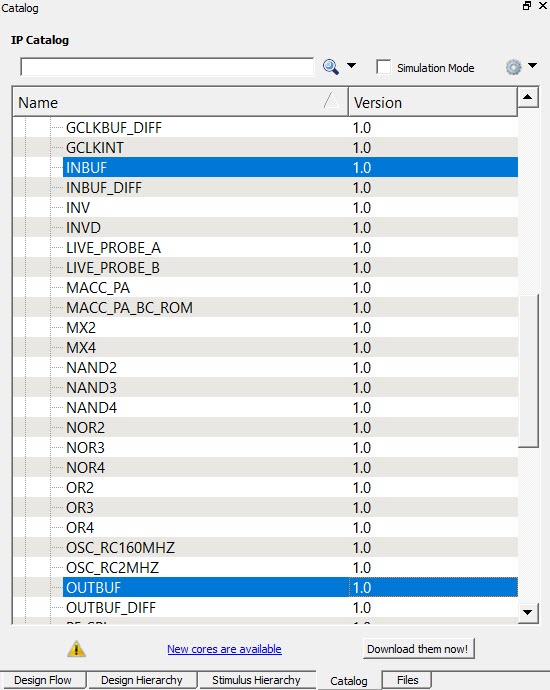 Catalog
IP Catalog
Simulation Mode
Name Version
GCLKBUF_DIFF 1.0
GCLKINT 1.0
INBUF 1.0
INBUF_DIFF 1.0
INV 1.0
INVD 1.0
LIVE_PROBE_A 1.0
LIVE_PROBE_B 1.0
MACC_PA 1.0
MACC_PA_BC_ROM 1.0
MX2 1.0
MX4 1.0
NAND2 1.0
NAND3 1.0
NAND4 1.0
NOR2 1.0
NOR3 1.0
NOR4 1.0
OR2 1.0
OR3 1.0
OR4 1.0
OSC_RC160MHZ 1.0
OSC_RC2MHZ 1.0
OUTBUF 1.0
OUTBUF_DIFF 1.0
New cores are available Download them now!
Design Flow Design Hierarchy Stimulus Hierarchy Catalog Files